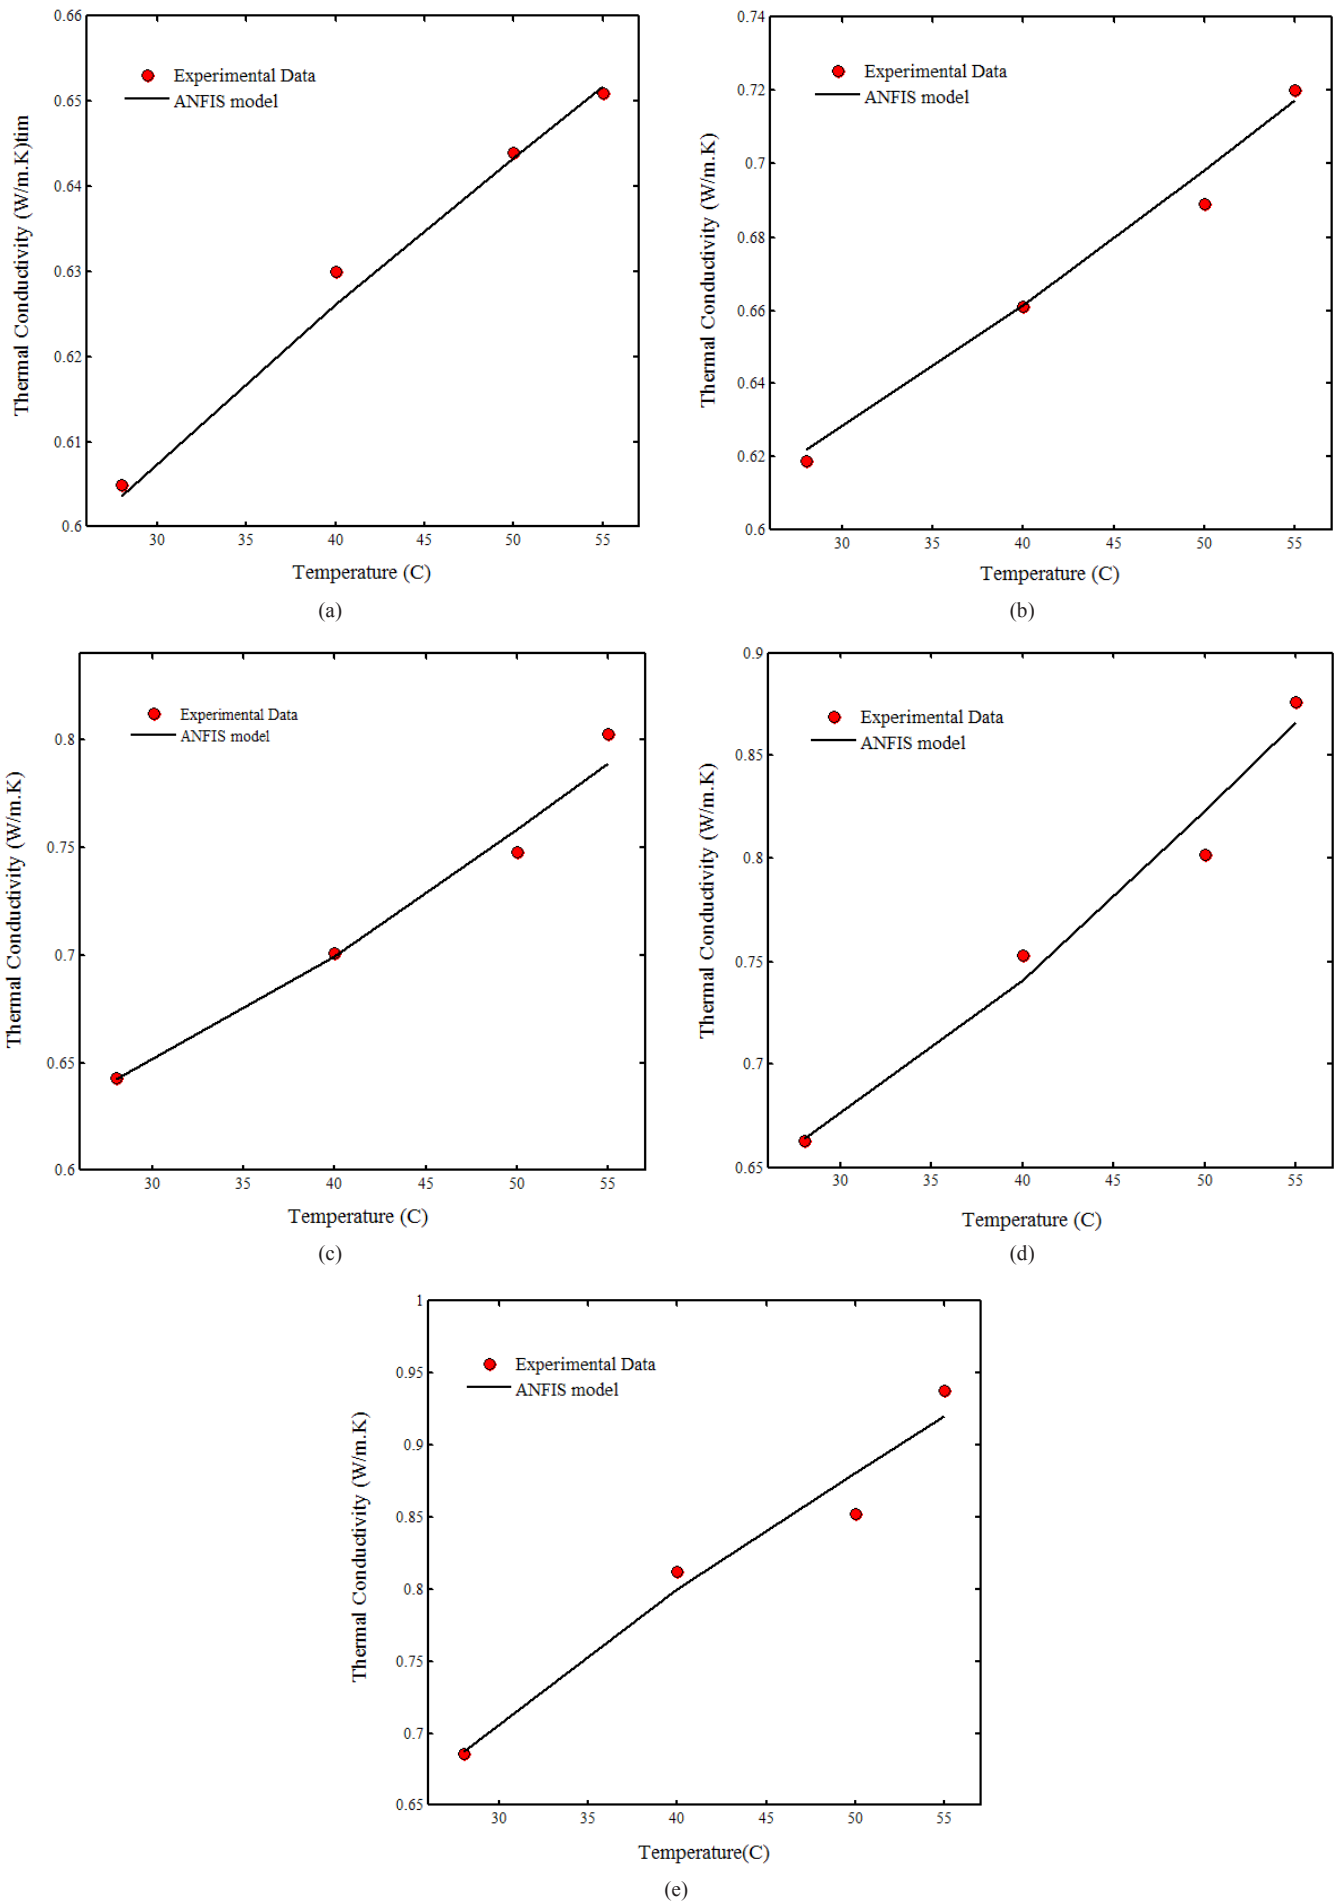 0.66
0.65
0.64
0.63
0.62
0.61
0.6
Thermal Conductivity (W/m.K)tim
Experimental Data
ANFIS model
30 35 40 45 50 55
Temperature (C)
(a)
0.74
0.72
0.7
0.68
0.66
0.64
0.62
0.6
Thermal Conductivity (W/m.K)
Experimental Data
ANFIS model
30 35 40 45 50 55
Temperature (C)
(b)
0.8
0.75
0.7
0.65
0.6
Thermal Conductivity (W/m.K)
Experimental Data
ANFIS model
30 35 40 45 50 55
Temperature (C)
(c)
0.9
0.85
0.8
0.75
0.7
0.65
Thermal Conductivity (W/m.K)
Experimental Data
ANFIS model
30 35 40 45 50 55
Temperature (C)
(d)
1
0.95
0.9
0.85
0.8
0.75
0.7
0.65
Thermal Conductivity (W/m.K)
Experimental Data
ANFIS model
30 35 40 45 50 55
Temperature(C)
(e)